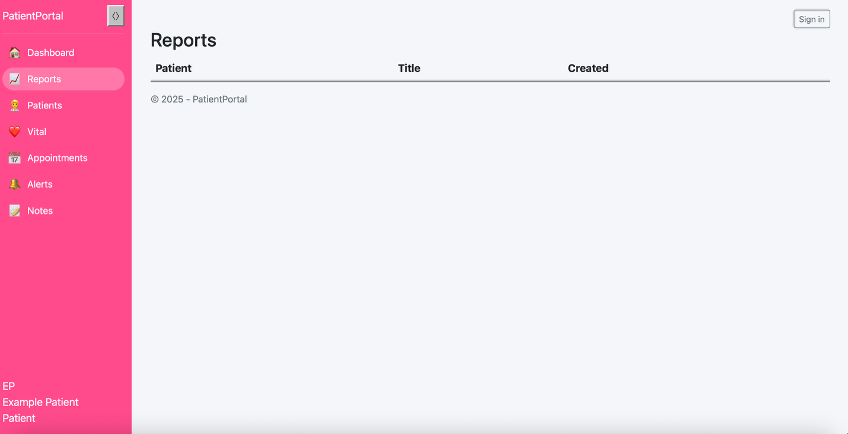 PatientPortal
⟨⟩
Sign in
Dashboard
Reports
Patients
Vital
Appointments
Alerts
Notes
EP
Example Patient
Patient
Reports
Patient Title Created
© 2025 - PatientPortal